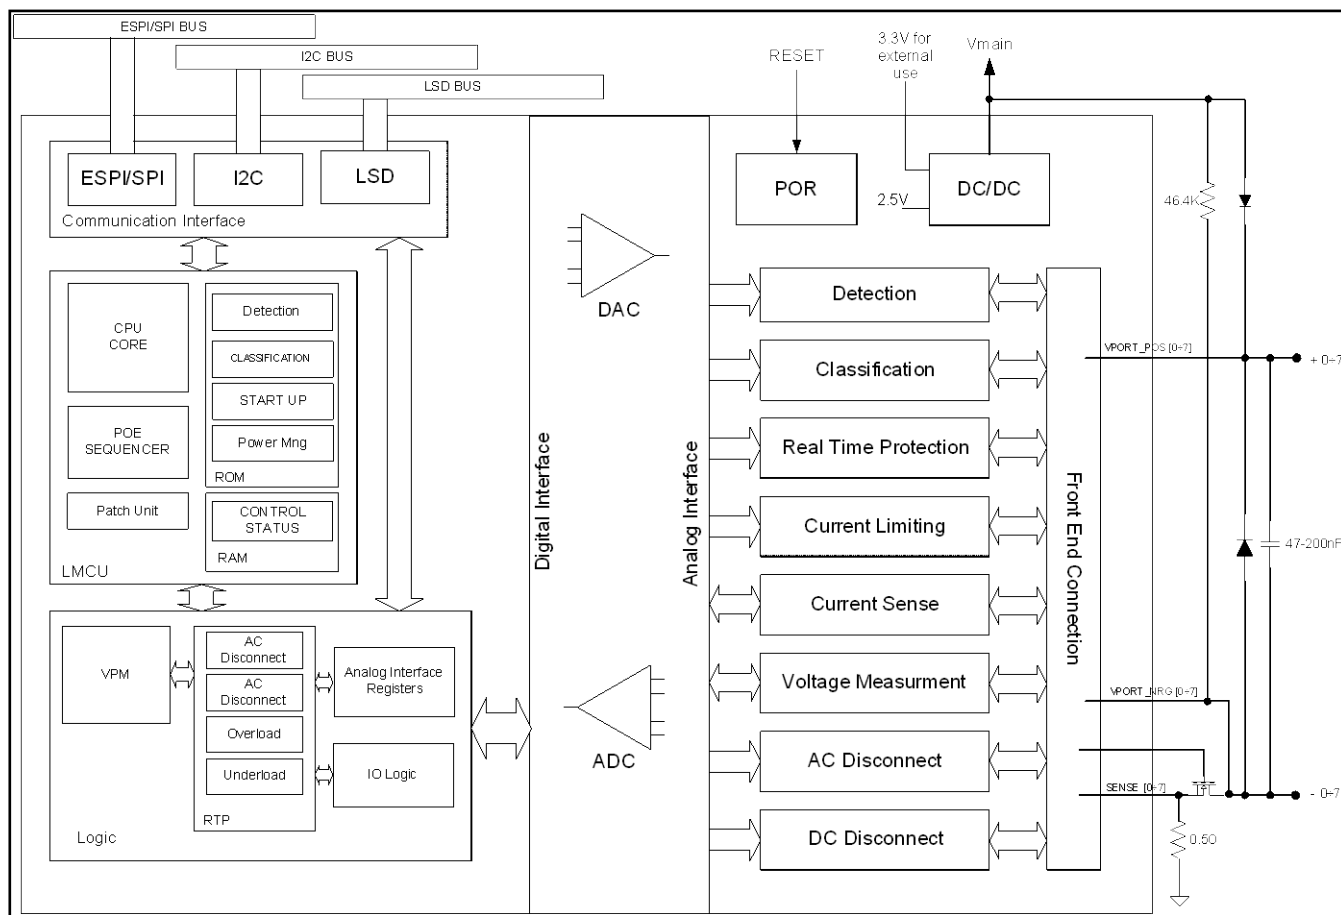 ESPI/SPI BUS
I2C BUS
LSD BUS
ESPI/SPI
I2C
LSD
Communication Interface
CPU
CORE
POE
SEQUENCER
Patch Unit
Detection
CLASSIFICATION
START UP
Power Mng
ROM
CONTROL
STATUS
RAM
LMCU
VPM
AC
Disconnect
AC
Disconnect
Overload
Underload
RTP
Analog Interface
Registers
IO Logic
Logic
Digital Interface
DAC
ADC
Analog Interface
RESET
POR
3.3V for
external
use
Vmain
2.5V
DC/DC
Detection
Classification
Real Time Protection
Current Limiting
Current Sense
Voltage Measurment
AC Disconnect
DC Disconnect
Front End Connection
46.4K
VPORT_POS [0÷7]
+ 0÷7
47-200nF
VPORT_NRG [0÷7]
SENSE [0÷7]
- 0÷7
0.5Ω